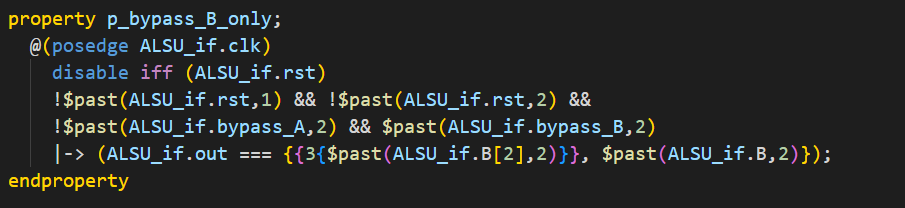 property p_bypass_B_only;
@(posedge ALSU_if.clk)
disable iff (ALSU_if.rst)
!$past(ALSU_if.rst,1) && !$past(ALSU_if.rst,2) &&
!$past(ALSU_if.bypass_A,2) && $past(ALSU_if.bypass_B,2)
|-> (ALSU_if.out === {{3{$past(ALSU_if.B[2],2)}}, $past(ALSU_if.B,2)});
endproperty